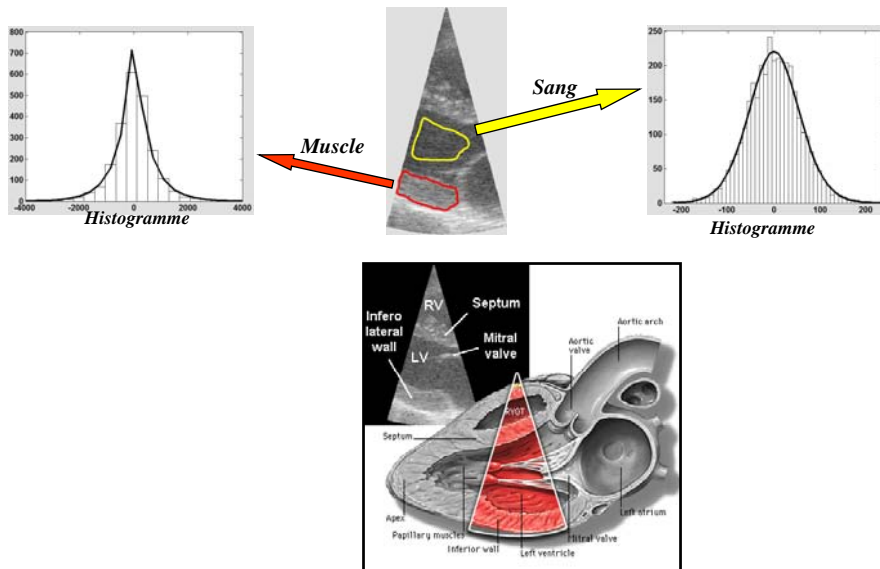 800
700
600
500
400
300
200
100
0
-4000
-2000
0
2000
4000
Histogramme
Muscle
Sang
250
200
150
100
50
0
-200
-100
0
100
200
Histogramme
RV
Septum
Infero
lateral
wall
Mitral
valve
LV
Aortic arch
Aortic
valve
RVOT
Septum
Apex
Papillary muscles
Inferior wall
Left ventricle
Mitral valve
Left atrium